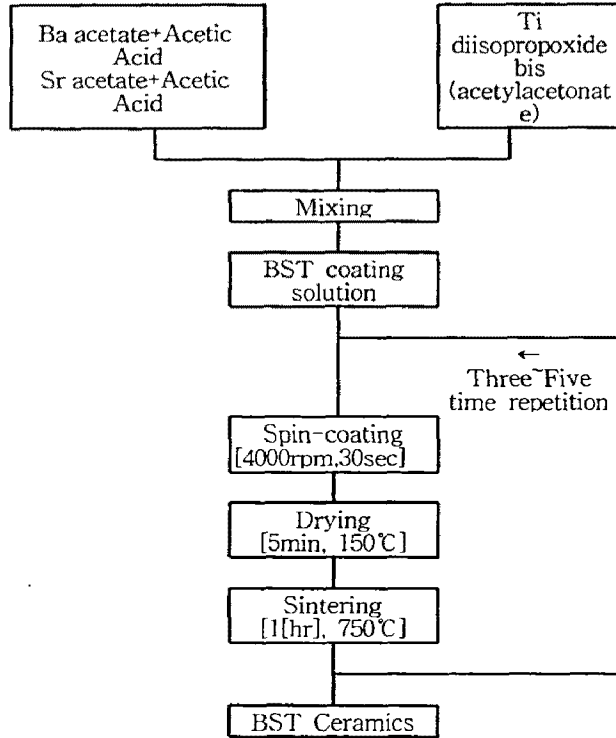 Ba acetate+Acetic
Acid
Sr acetate+Acetic
Acid
Ti
diisopropoxide
bis
(acetylacetonat
e)
Mixing
BST coating
solution
←
Three~Five
time repetition
Spin-coating
[4000rpm,30sec]
Drying
[5min, 150℃]
Sintering
[1[hr], 750℃]
BST Ceramics